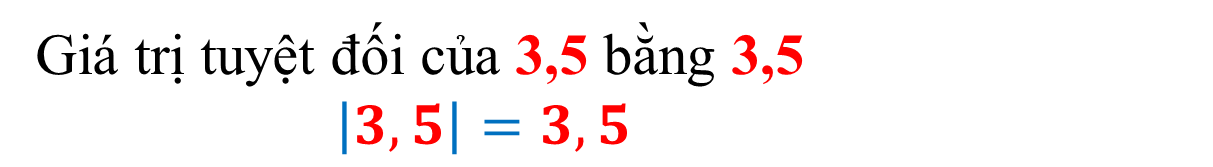 Giá trị tuyệt đối của 3,5 bằng 3,5
|3, 5| = 3, 5